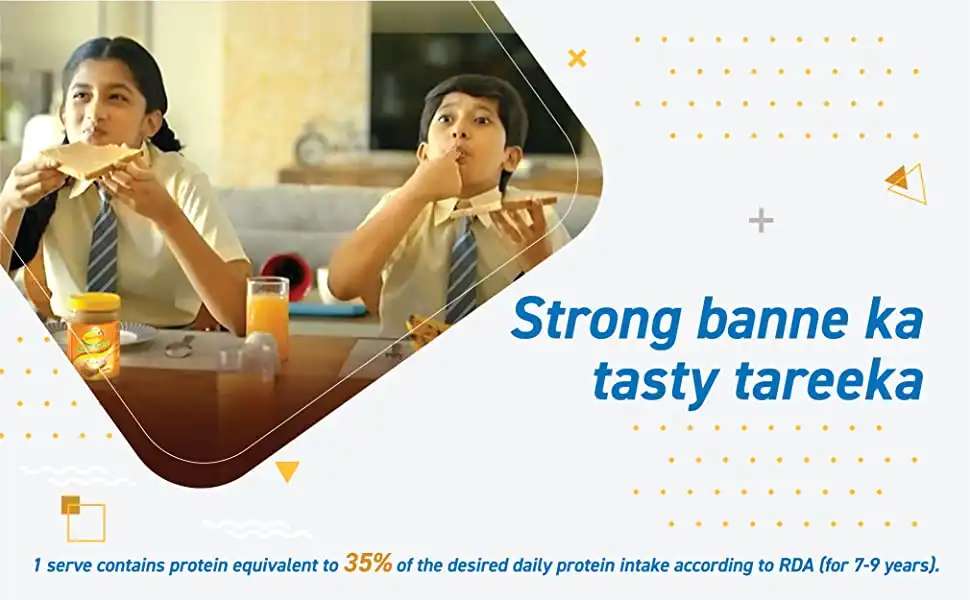 Strong banne ka
tasty tareeka
1 serve contains protein equivalent to 35% of the desired daily protein intake according to RDA (for 7-9 years).